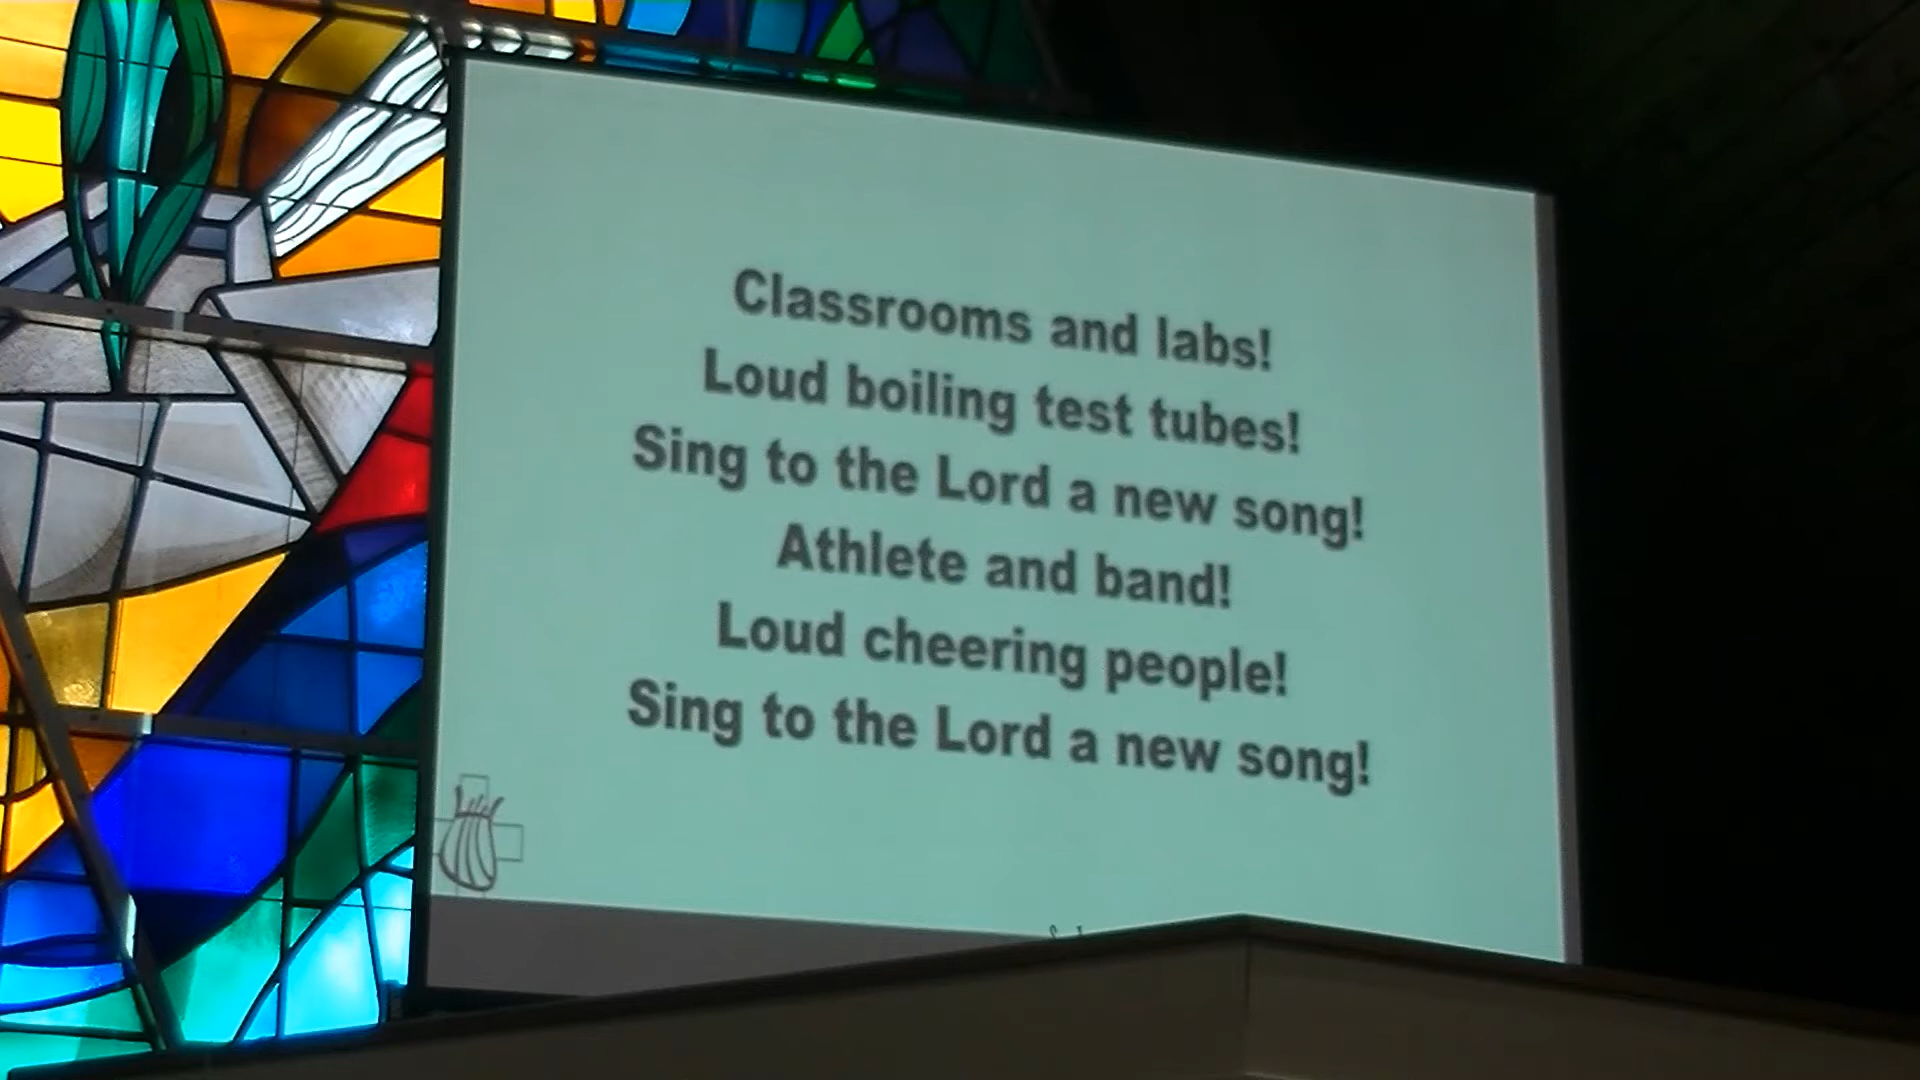 Classrooms and labs!
Loud boiling test tubes!
Sing to the Lord a new song!
Athlete and band!
Loud cheering people!
Sing to the Lord a new song!